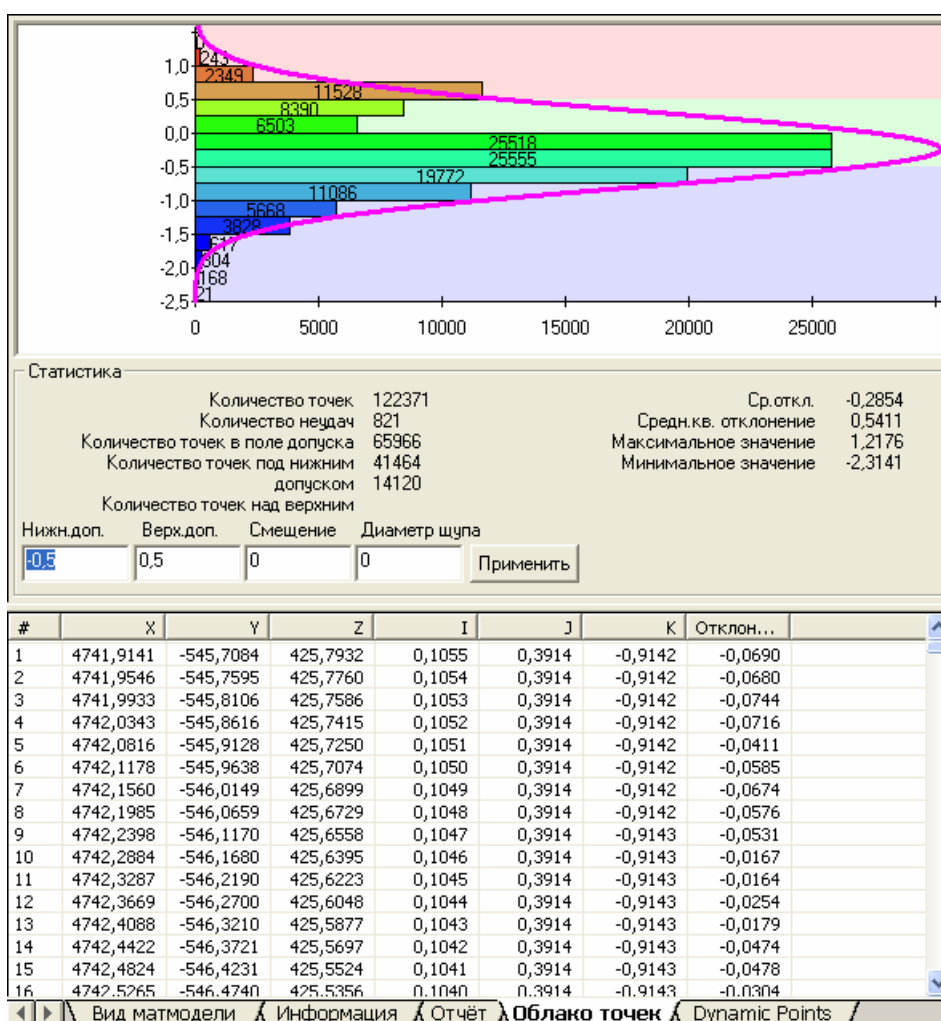 243
1,0
2349
11528
0,5
8390
6503
0,0
25518
25555
-0,5
19772
11086
-1,0
5668
3828
-1,5
617
304
-2,0
168
21
-2,5
0 5000 10000 15000 20000 25000
Статистика
Количество точек 122371 Ср.откл. -0,2854
Количество неудач 821 Средн.кв. отклонение 0,5411
Количество точек в поле допуска 65966 Максимальное значение 1,2176
Количество точек под нижним 41464 Минимальное значение -2,3141
допуском 14120
Количество точек над верхним
Нижн.доп. Верх.доп. Смещение Диаметр щупа
-0,5 0,5 0 0 Применить
# X Y Z I J K Отклон...
1 4741,9141 -545,7084 425,7932 0,1055 0,3914 -0,9142 -0,0690
2 4741,9546 -545,7595 425,7760 0,1054 0,3914 -0,9142 -0,0680
3 4741,9933 -545,8106 425,7586 0,1053 0,3914 -0,9142 -0,0744
4 4742,0343 -545,8616 425,7415 0,1052 0,3914 -0,9142 -0,0716
5 4742,0816 -545,9128 425,7250 0,1051 0,3914 -0,9142 -0,0411
6 4742,1178 -545,9638 425,7074 0,1050 0,3914 -0,9142 -0,0585
7 4742,1560 -546,0149 425,6899 0,1049 0,3914 -0,9142 -0,0674
8 4742,1985 -546,0659 425,6729 0,1048 0,3914 -0,9142 -0,0576
9 4742,2398 -546,1170 425,6558 0,1047 0,3914 -0,9143 -0,0531
10 4742,2884 -546,1680 425,6395 0,1046 0,3914 -0,9143 -0,0167
11 4742,3287 -546,2190 425,6223 0,1045 0,3914 -0,9143 -0,0164
12 4742,3669 -546,2700 425,6048 0,1044 0,3914 -0,9143 -0,0254
13 4742,4088 -546,3210 425,5877 0,1043 0,3914 -0,9143 -0,0179
14 4742,4422 -546,3721 425,5697 0,1042 0,3914 -0,9143 -0,0474
15 4742,4824 -546,4231 425,5524 0,1041 0,3914 -0,9143 -0,0478
16 4742,5265 -546,4740 425,5356 0,1040 0,3914 -0,9143 -0,0304
Вид матмодели Информация Отчёт Облако точек Dynamic Points